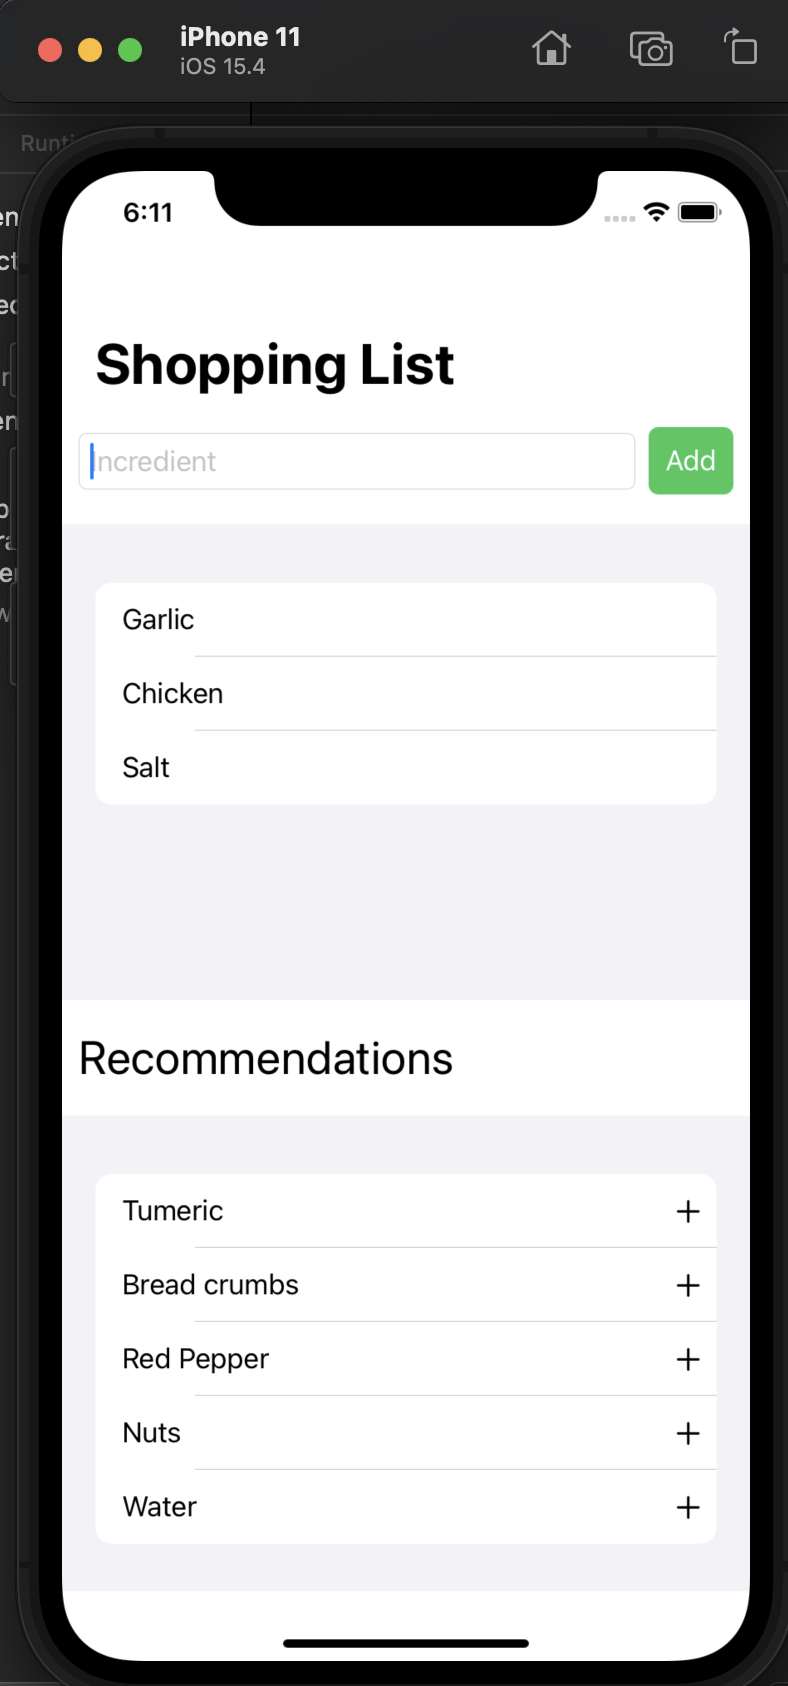 iPhone 11
iOS 15.4
6:11
Shopping List
Incredient
Add
Garlic
Chicken
Salt
Recommendations
Tumeric
Bread crumbs
Red Pepper
Nuts
Water